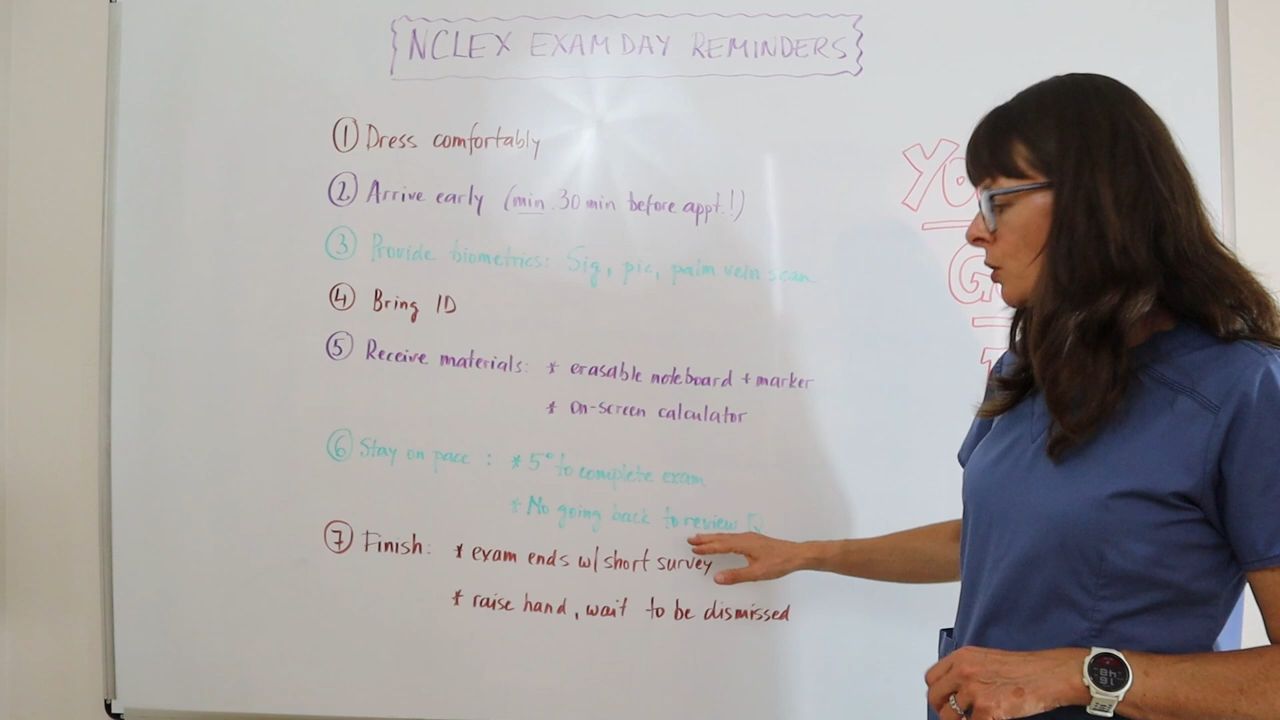 NCLEX EXAM DAY REMINDERS
① Dress comfortably
② Arrive early (min. 30 min before appt.!)
③ Provide biometrics: Sig, pic, palm vein scan
④ Bring ID
⑤ Receive materials: * erasable noteboard + marker
* on-screen calculator
⑥ Stay on pace : * 5° to complete exam
* No going back to review Q
⑦ Finish: * exam ends w/ short survey
* raise hand, wait to be dismissed